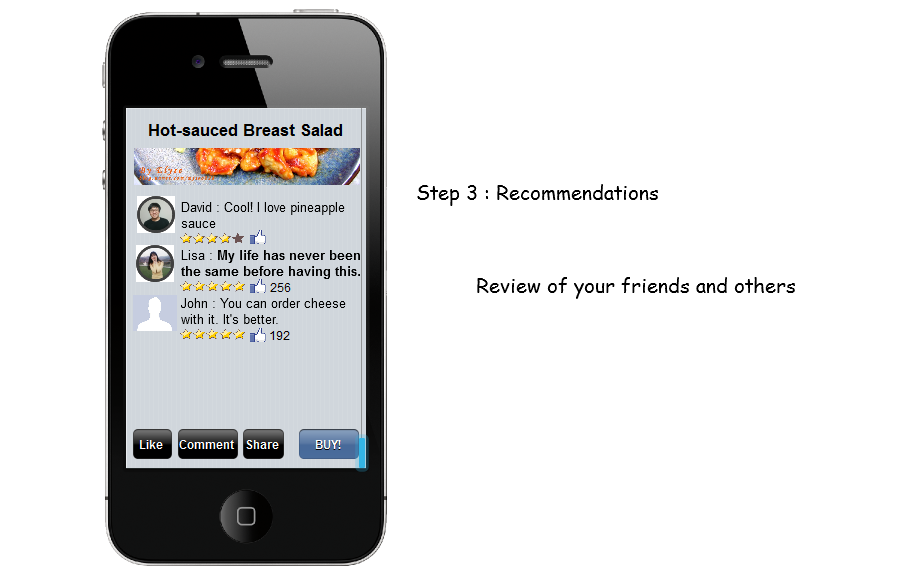 Hot-sauced Breast Salad
By Elyse
David : Cool! I love pineapple
sauce
Lisa : My life has never been
the same before having this.
256
John : You can order cheese
with it. It's better.
192
Like Comment Share BUY!
Step 3 : Recommendations
Review of your friends and others